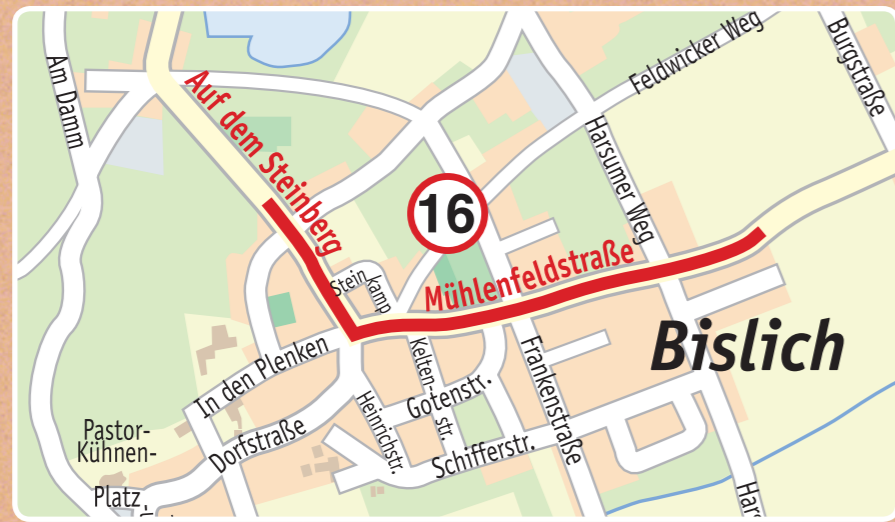 Am Damm
Auf dem Steinberg
Feldwicker Weg
Burgstraße
Harsumer Weg
16
Mühlenfeldstraße
Stein
kamp
Bislich
In den Plenken
Kelten-
str.
Frankenstraße
Gotenstr.
Heinrichstr.
Dorfstraße
Schifferstr.
Pastor-
Kühnen-
Platz